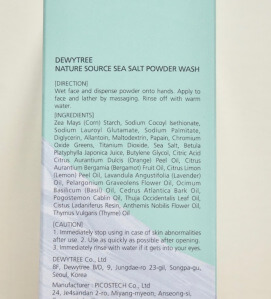 DEWYTREE
NATURE SOURCE SEA SALT POWDER WASH
[DIRECTION]
Wet face and dispense powder onto hands. Apply to
face and lather by massaging. Rinse off with warm
water.
[INGREDIENTS]
Zea Mays (Corn) Starch, Sodium Cocoyl Isethionate,
Sodium Lauroyl Glutamate, Sodium Palmitate,
Diglycerin, Allantoin, Maltodextrin, Papain, Chromium
Oxide Greens, Titanium Dioxide, Sea Salt, Betula
Platyphylla Japonica Juice, Butylene Glycol, Citric Acid
Citrus Aurantium Dulcis (Orange) Peel Oil, Citrus
Aurantium Bergamia (Bergamot) Fruit Oil, Citrus Limon
(Lemon) Peel Oil, Lavandula Angustifolia (Lavender)
Oil, Pelargonium Graveolens Flower Oil, Ocimum
Basilicum (Basil) Oil, Cedrus Atlantica Bark Oil,
Pogostemon Cablin Oil, Thuja Occidentalis Leaf Oil,
Cistus Ladaniferus Resin, Anthemis Nobilis Flower Oil,
Thymus Vulgaris (Thyme) Oil
[CAUTION]
1. Immediately stop using in case of skin abnormalities
after use. 2. Use as quickly as possible after opening.
3. Immediately rinse with water if it gets into your eyes.
DEWYTREE Co., Ltd
8F, Dewytree B/D, 9, Jungdae-ro 23-gil, Songpa-gu,
Seoul, Korea
Manufacturer : PICOSTECH Co., Ltd
24, Je4sandan 2-ro, Miyang-myeon, Anseong-si,